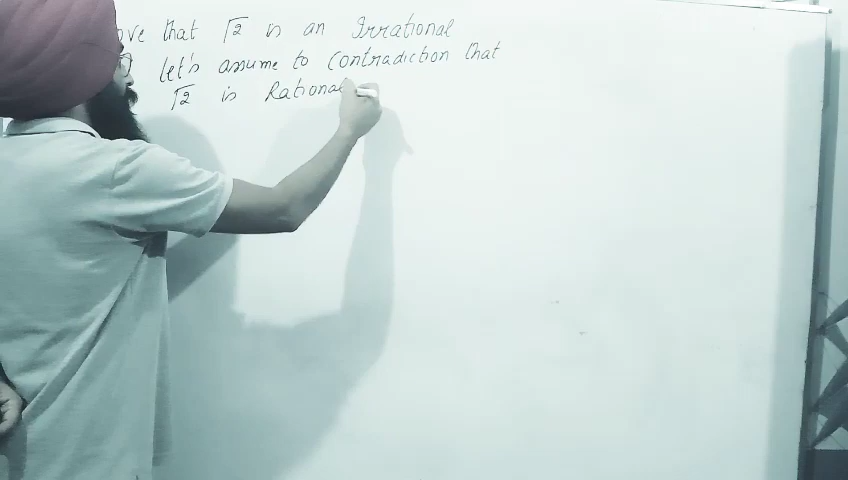 ove that √2 is an Irrational
let's assume to contradiction that
√2 is Rational